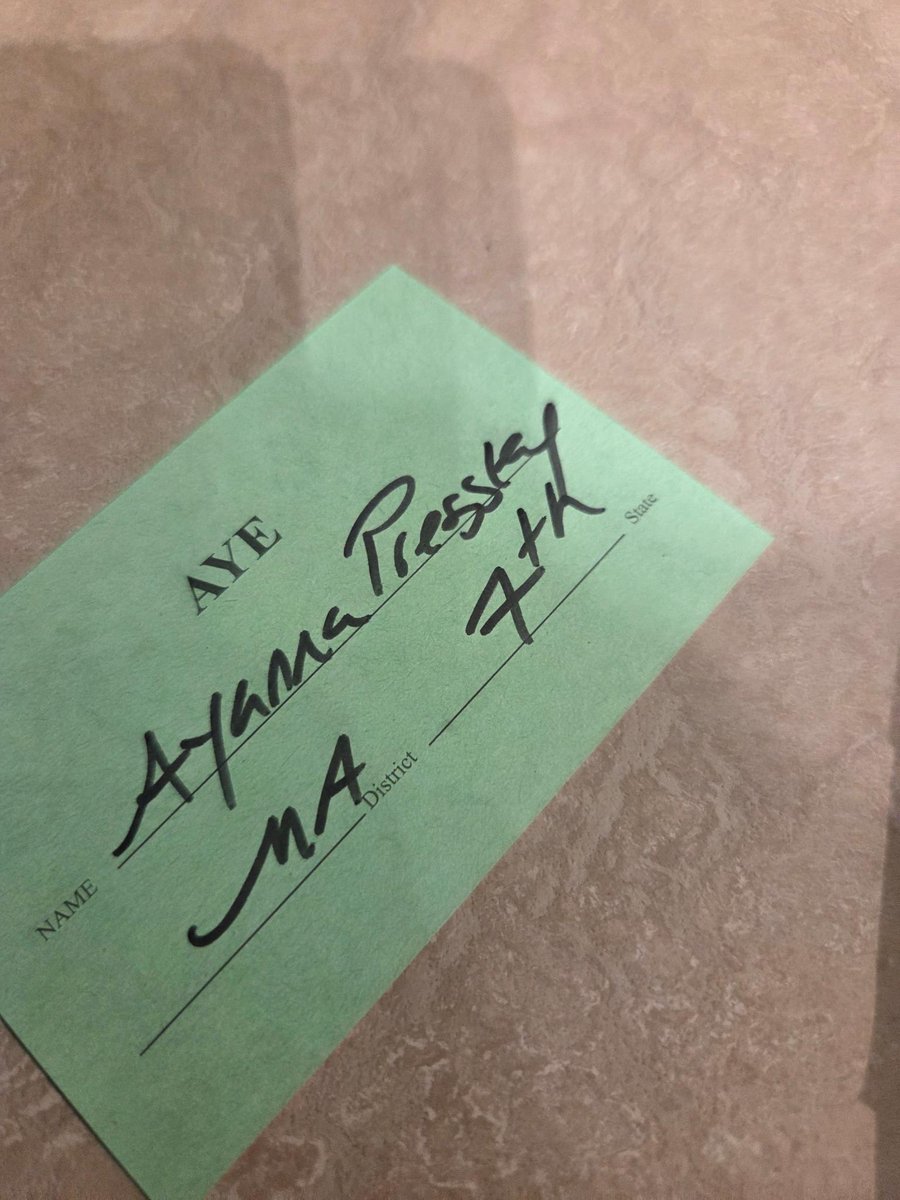 AYE
NAME Ayanna Pressley
MA District 7th State